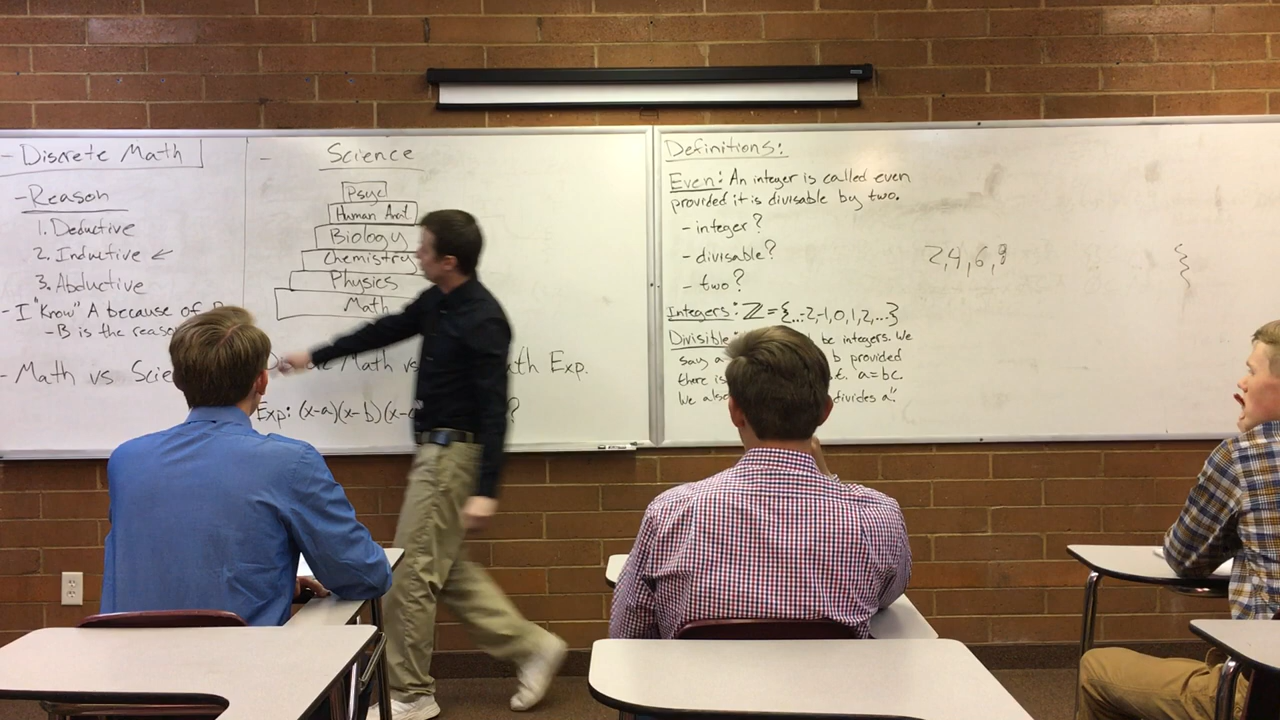 - Discrete Math
- Reason
1. Deductive
2. Inductive ←
3. Abductive
- I "Know" A because of
- B is the reason
- Math vs
- Science
Psyc
Human Anat
Biology
Chemistry
Physics
Math
Math vs Math Exp.
Exp: (x-a)(x-b)(x- ?
Definitions:
Even: An integer is called even
provided it is divisable by two.
- integer?
- divisable?
- two?
Integers: ℤ = {...-2,-1,0,1,2,...}
Divisible: be integers. We
say a b provided
there is a=bc.
We also divides a".
2,4,6,8